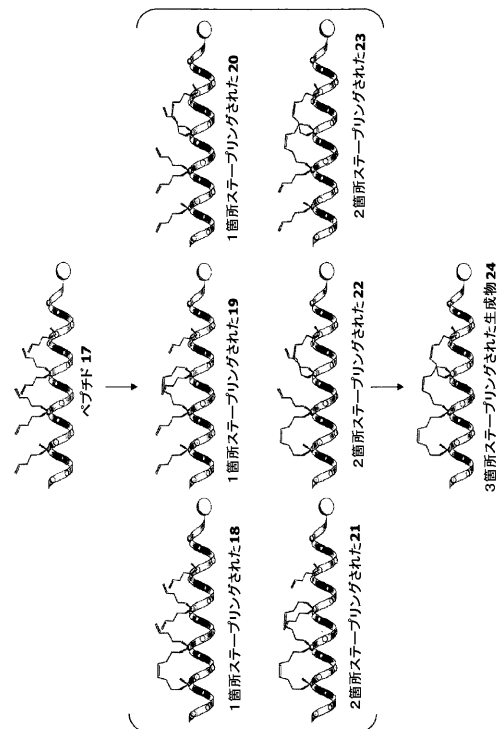 ペプチド 17
1箇所ステープリングされた18
1箇所ステープリングされた19
1箇所ステープリングされた20
2箇所ステープリングされた21
2箇所ステープリングされた22
2箇所ステープリングされた23
3箇所ステープリングされた生成物24